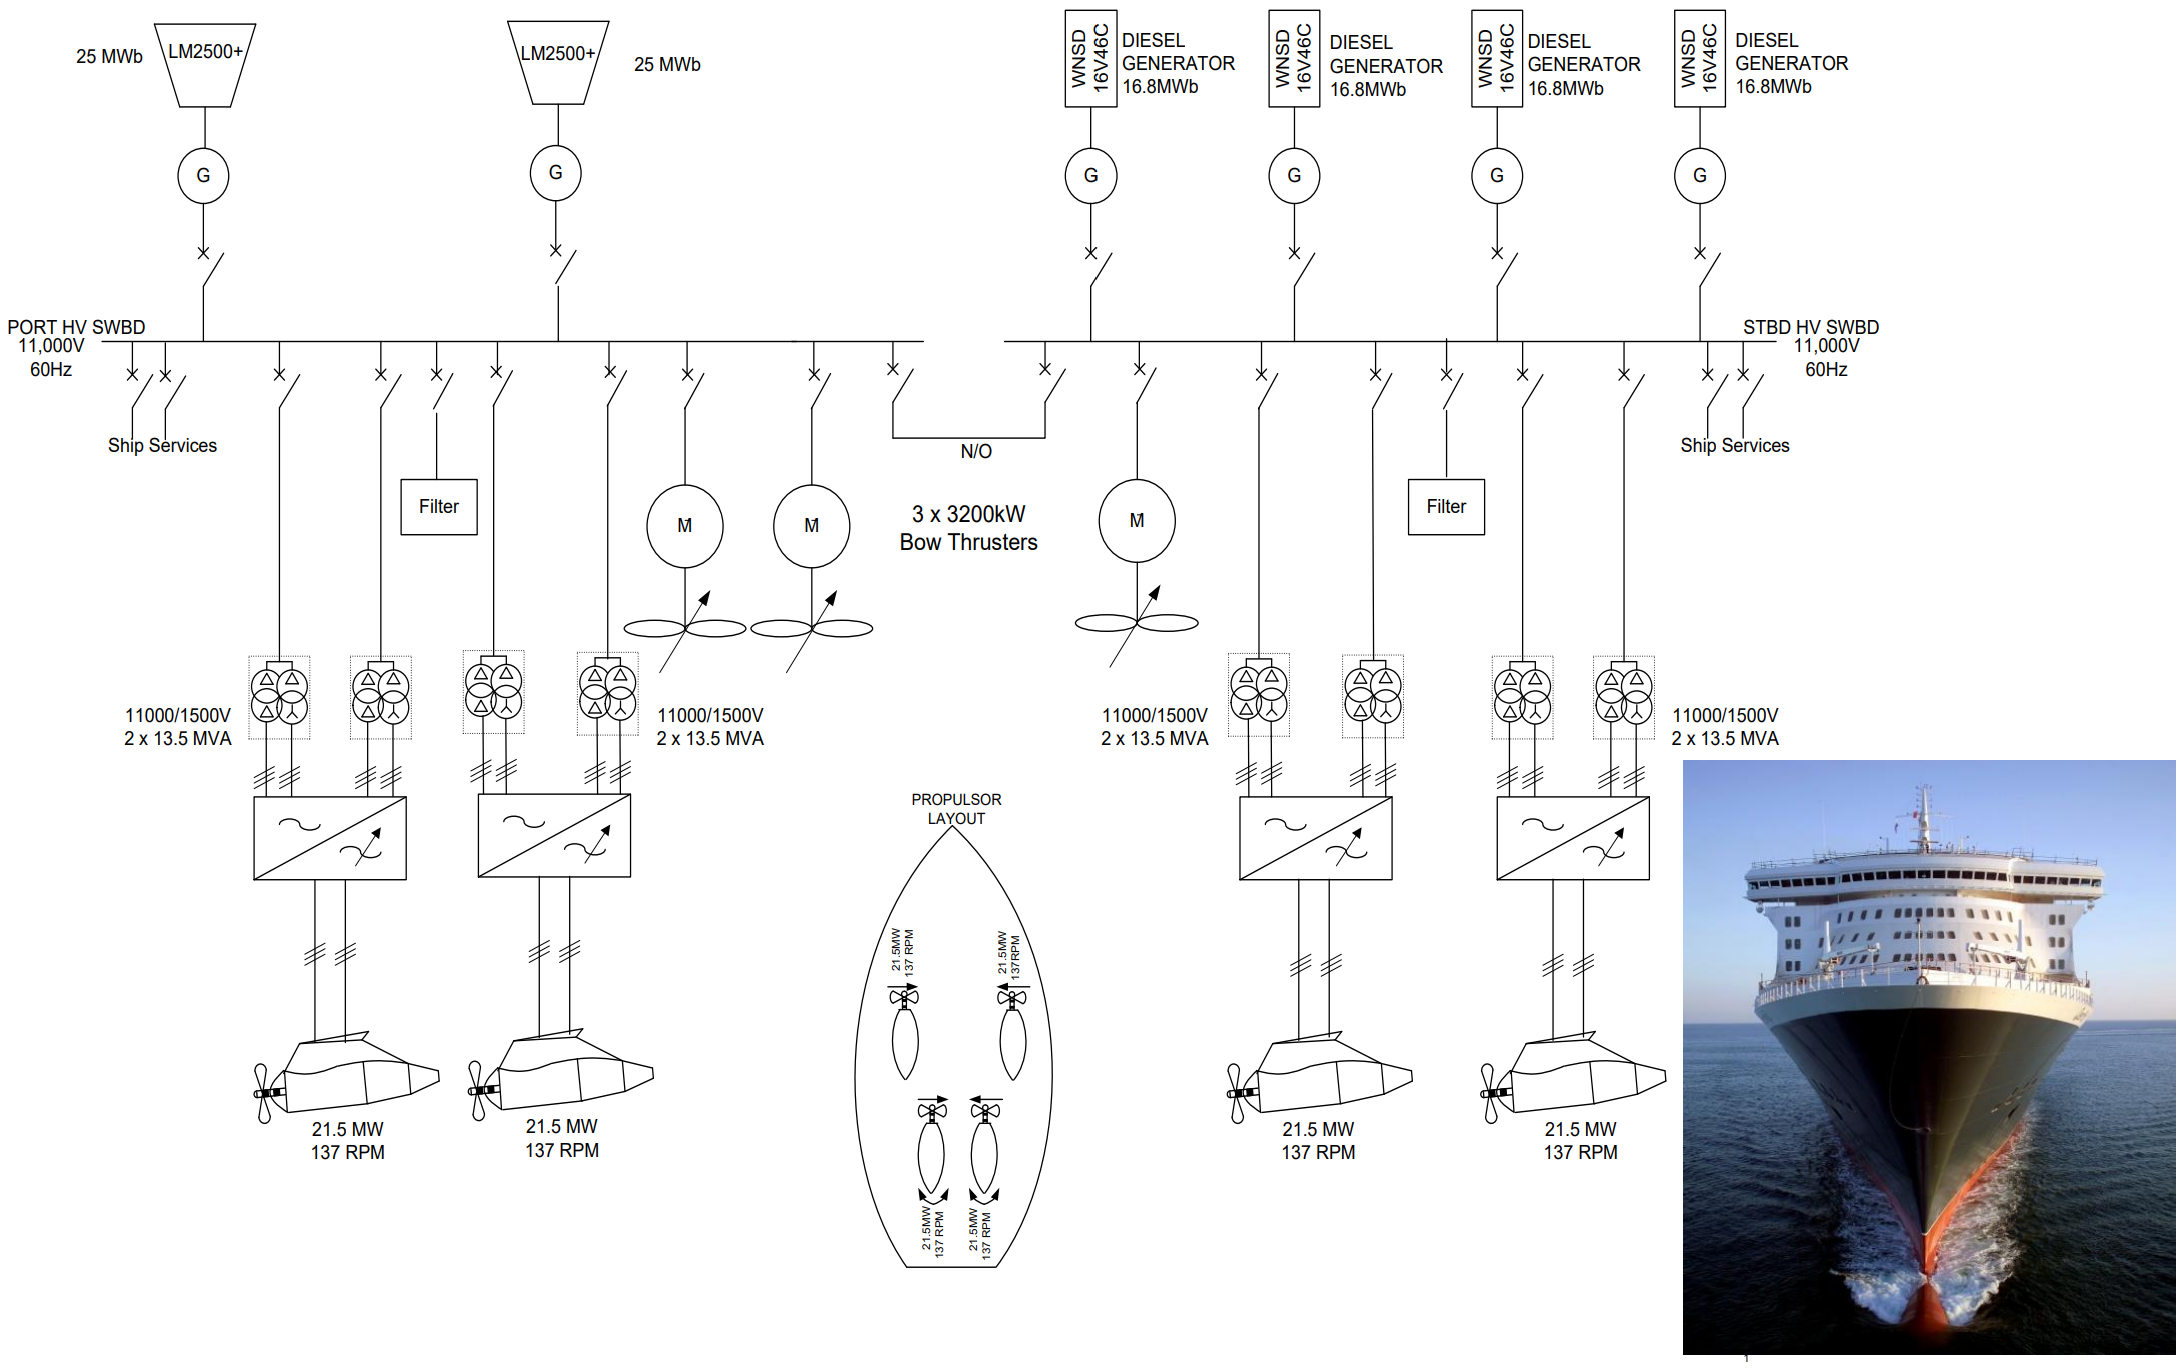 25 MWb
LM2500+
LM2500+
25 MWb
WNSD
16V46C
DIESEL
GENERATOR
16.8MWb
WNSD
16V46C
DIESEL
GENERATOR
16.8MWb
WNSD
16V46C
DIESEL
GENERATOR
16.8MWb
WNSD
16V46C
DIESEL
GENERATOR
16.8MWb
G
G
G
G
G
G
PORT HV SWBD
11,000V
60Hz
STBD HV SWBD
11,000V
60Hz
Ship Services
N/O
Ship Services
Filter
M
M
3 x 3200kW
Bow Thrusters
M
Filter
11000/1500V
2 x 13.5 MVA
11000/1500V
2 x 13.5 MVA
11000/1500V
2 x 13.5 MVA
11000/1500V
2 x 13.5 MVA
PROPULSOR
LAYOUT
21.5MW
137 RPM
21.5MW
137RPM
21.5MW
137 RPM
21.5MW
137 RPM
21.5 MW
137 RPM
21.5 MW
137 RPM
21.5 MW
137 RPM
21.5 MW
137 RPM
1